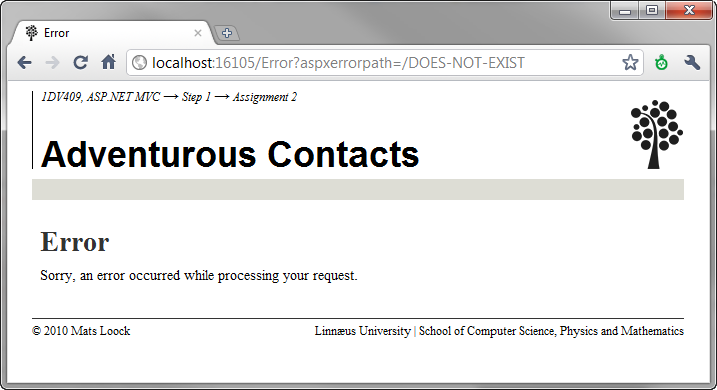 Error
localhost:16105/Error?aspxerrorpath=/DOES-NOT-EXIST
1DV409, ASP.NET MVC → Step 1 → Assignment 2
Adventurous Contacts
Error
Sorry, an error occurred while processing your request.
© 2010 Mats Loock Linnæus University | School of Computer Science, Physics and Mathematics